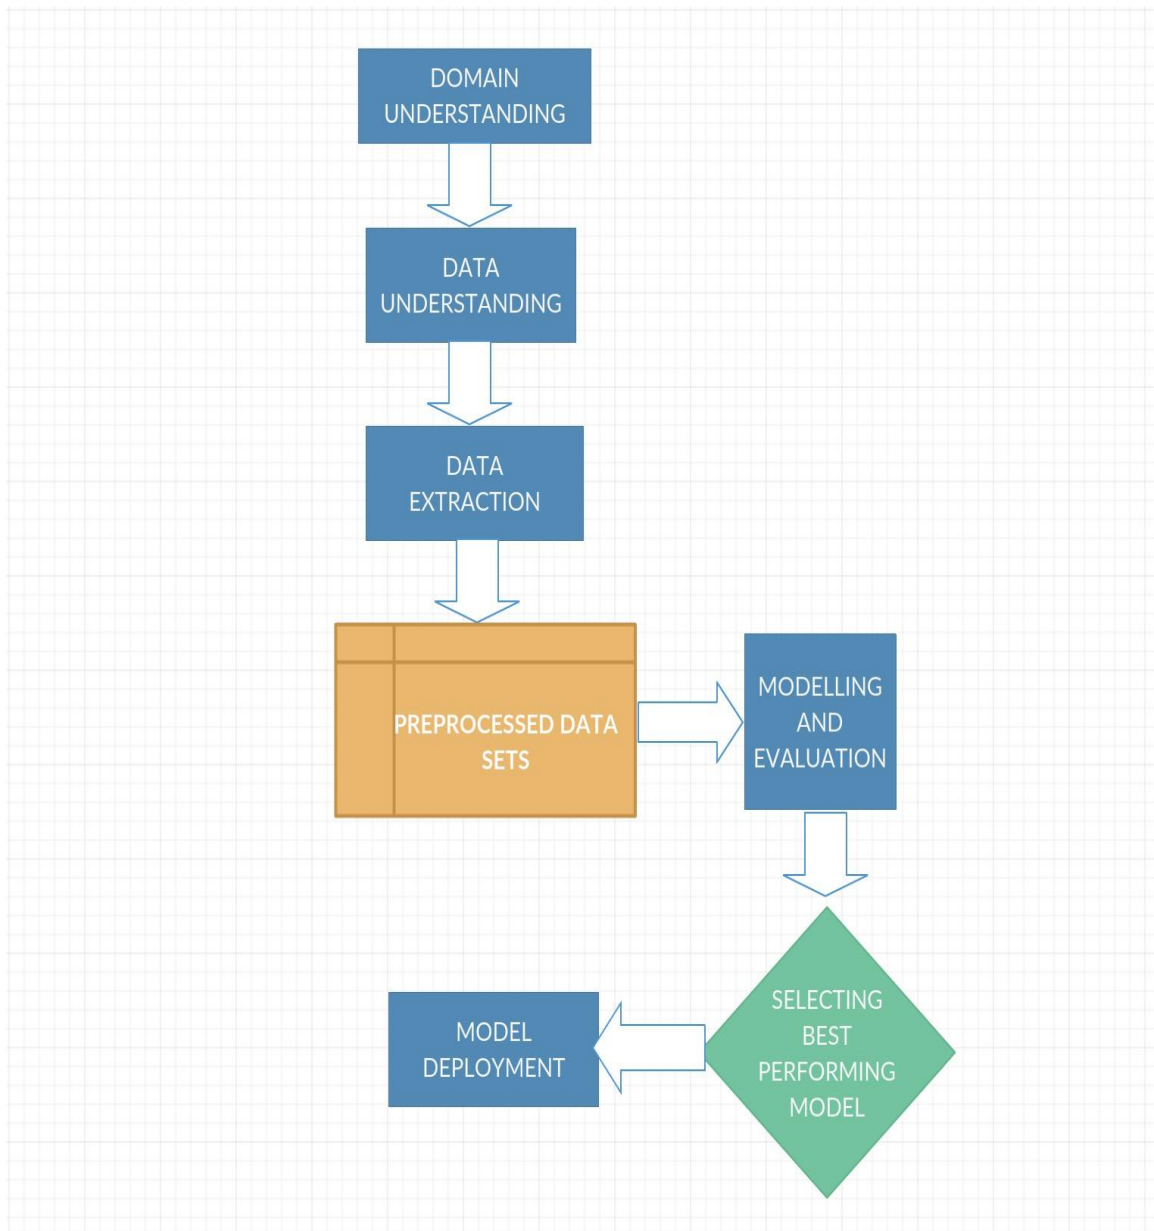 DOMAIN
UNDERSTANDING
DATA
UNDERSTANDING
DATA
EXTRACTION
PREPROCESSED DATA
SETS
MODELLING
AND
EVALUATION
SELECTING
BEST
PERFORMING
MODEL
MODEL
DEPLOYMENT